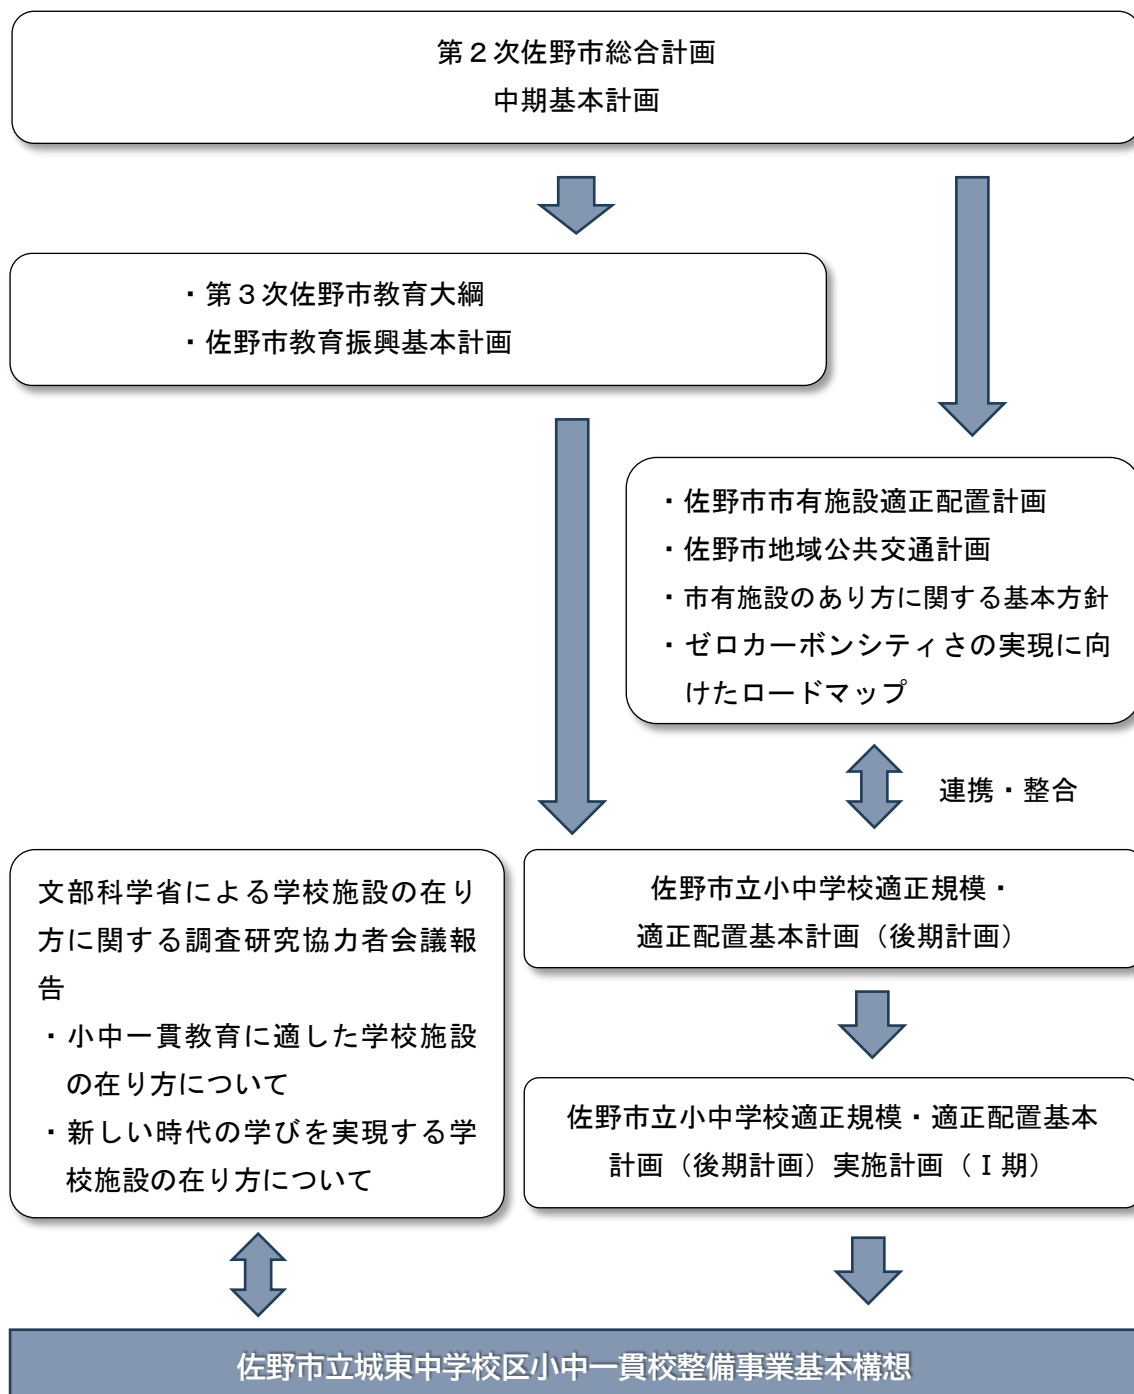 第２次佐野市総合計画
中期基本計画
・第３次佐野市教育大綱
・佐野市教育振興基本計画
・佐野市市有施設適正配置計画
・佐野市地域公共交通計画
・市有施設のあり方に関する基本方針
・ゼロカーボンシティさの実現に向
けたロードマップ
連携・整合
文部科学省による学校施設の在り
方に関する調査研究協力者会議報
告
・小中一貫教育に適した学校施設
の在り方について
・新しい時代の学びを実現する学
校施設の在り方について
佐野市立小中学校適正規模・
適正配置基本計画（後期計画）
佐野市立小中学校適正規模・適正配置基本
計画（後期計画）実施計画（Ⅰ期）
佐野市立城東中学校区小中一貫校整備事業基本構想